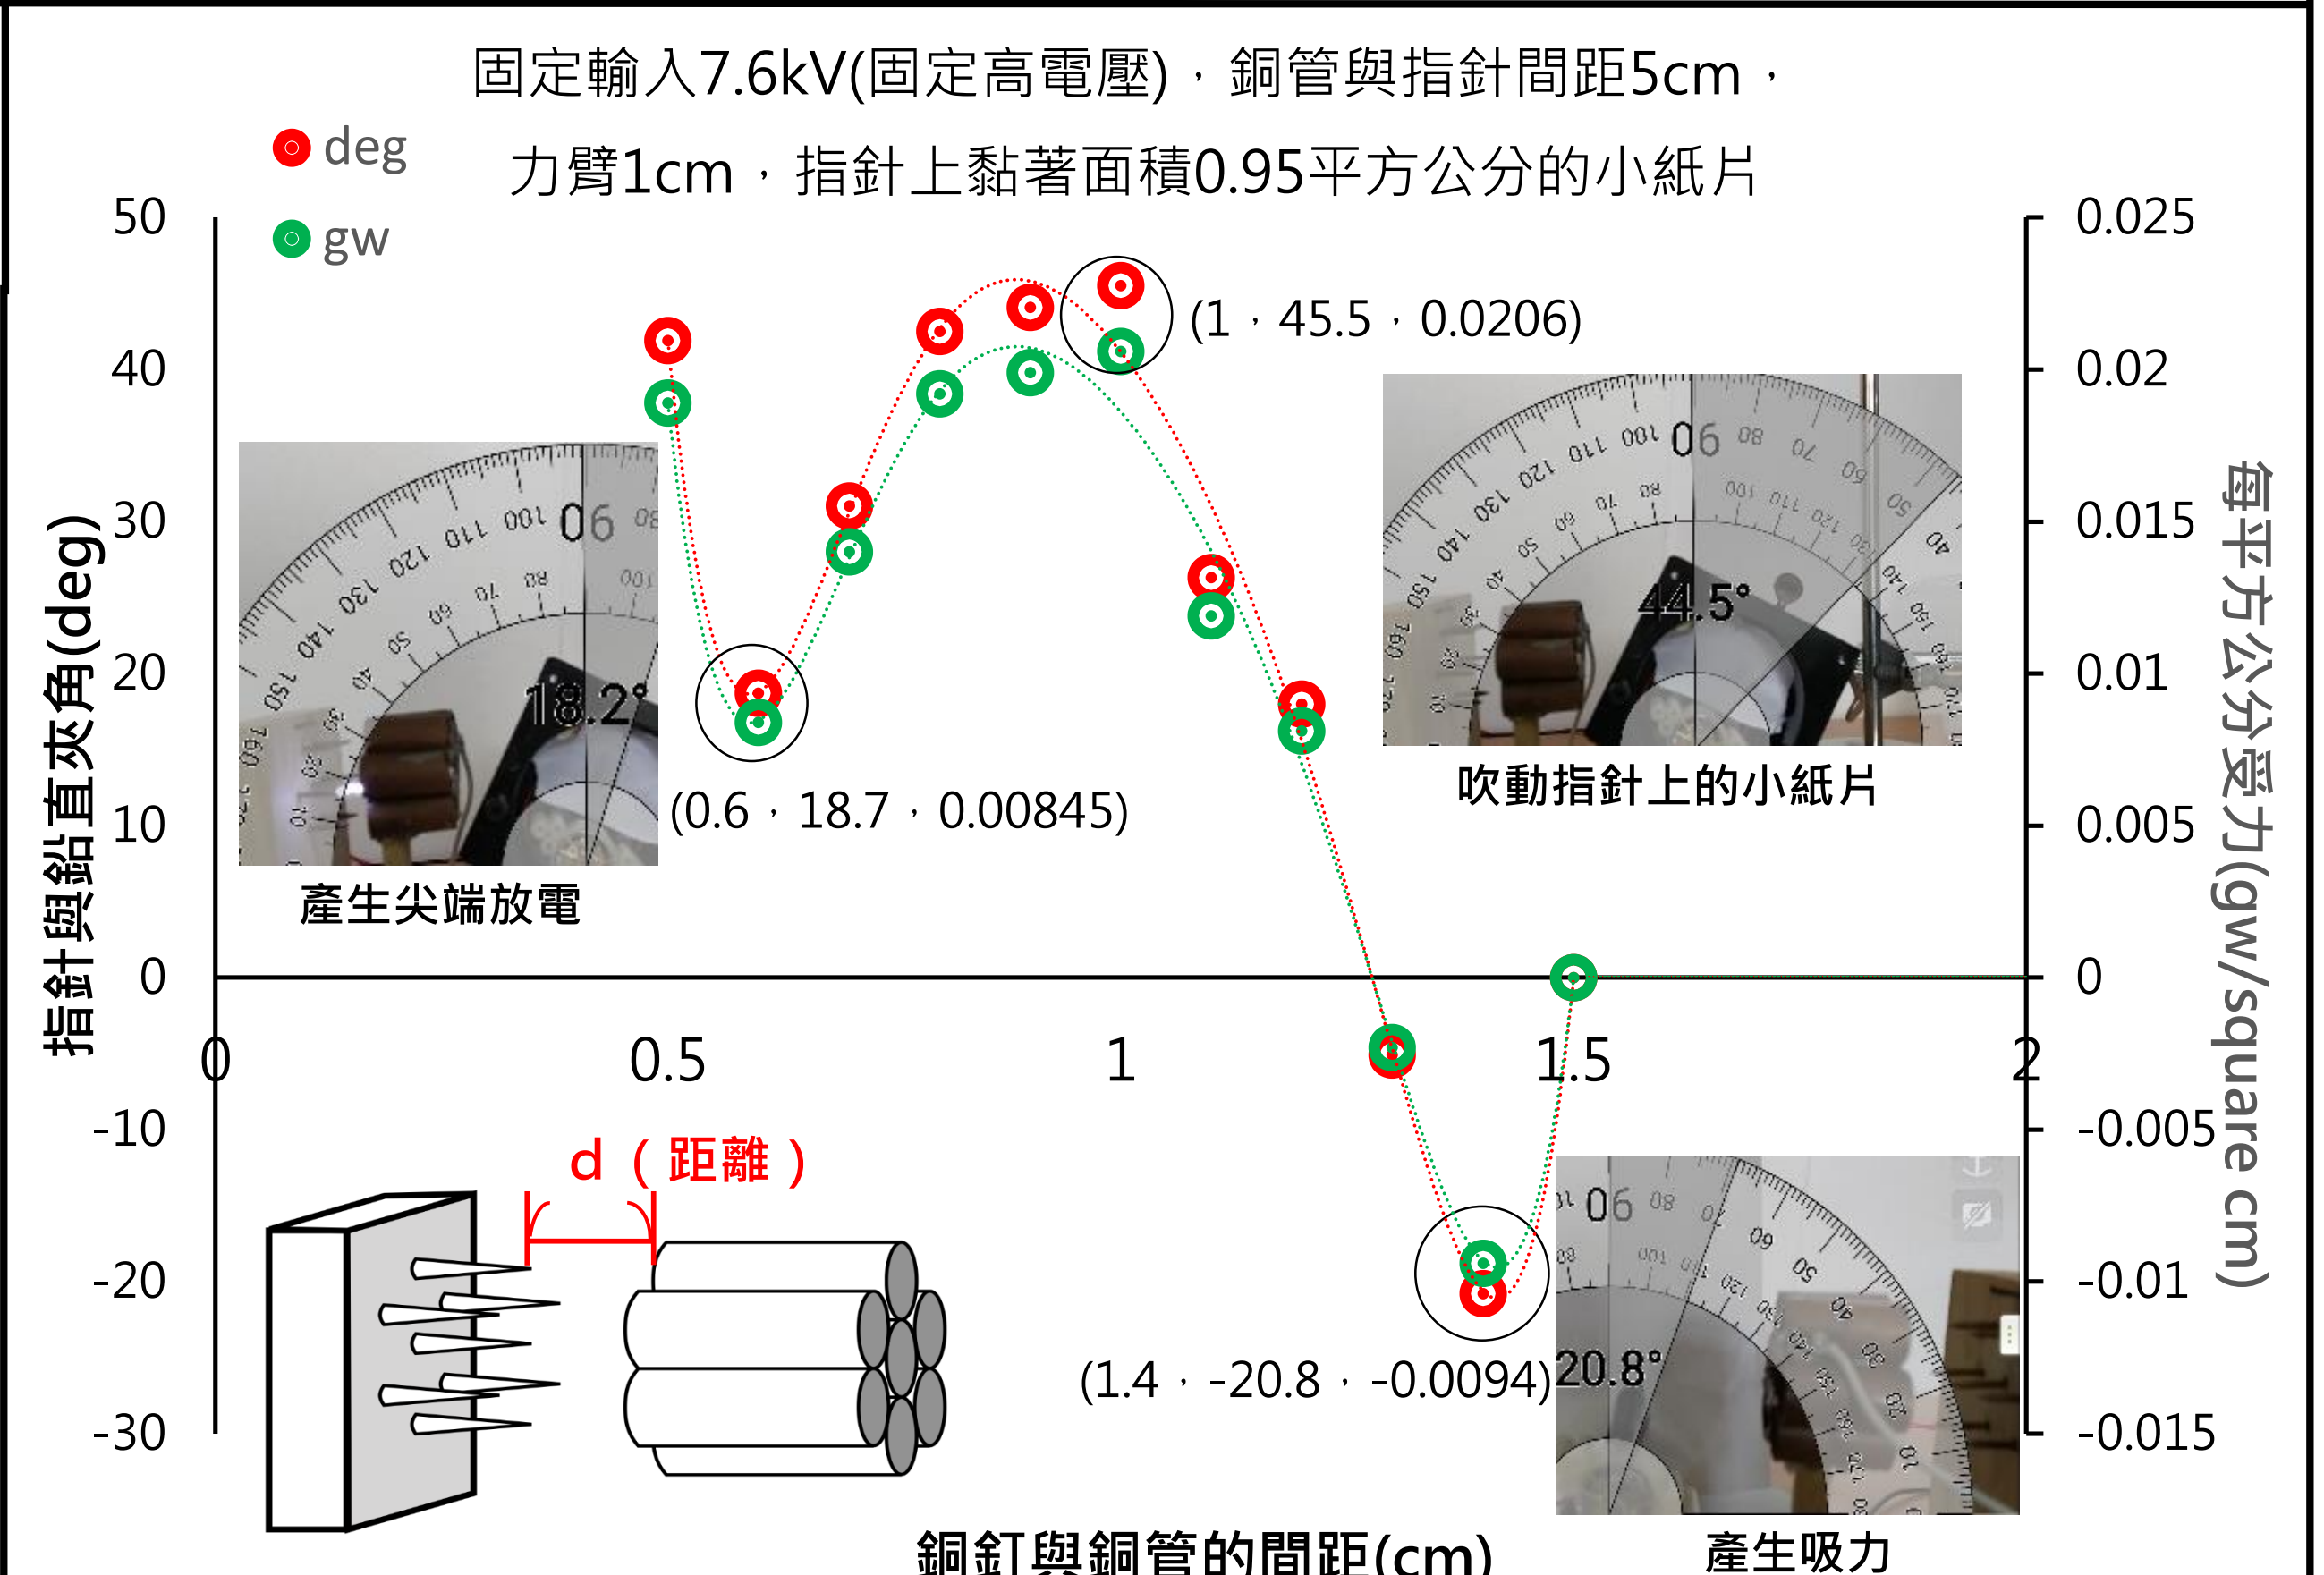 固定輸入7.6kV(固定高電壓)，銅管與指針間距5cm，
力臂1cm，指針上黏著面積0.95平方公分的小紙片
deg
gw
指針與鉛直夾角(deg)
50
40
30
20
10
0
-10
-20
-30
0.025
0.02
0.015
0.01
0.005
0
-0.005
-0.01
-0.015
每平方公分受力(gw/square cm)
(1，45.5，0.0206)
44.5°
吹動指針上的小紙片
18.2°
(0.6，18.7，0.00845)
產生尖端放電
0
0.5
1
1.5
2
d（距離）
(1.4，-20.8，-0.0094)
20.8°
產生吸力
銅釘與銅管的間距(cm)